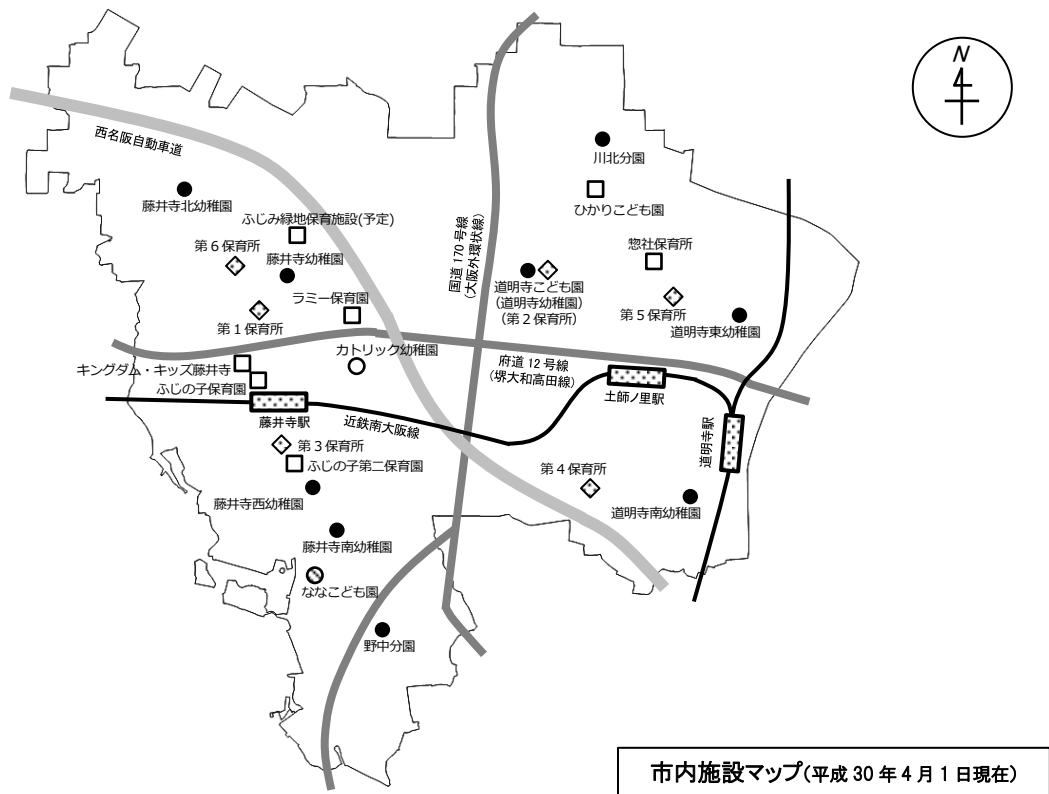 N
西名阪自動車道
川北分園
藤井寺北幼稚園
ひかりこども園
ふじみ緑地保育施設(予定)
国道 170 号線
(大阪外環状線)
第６保育所
藤井寺幼稚園
惣社保育所
道明寺こども園
(道明寺幼稚園)
(第２保育所)
ラミー保育園
第５保育所
道明寺東幼稚園
第１保育所
カトリック幼稚園
府道 12 号線
(堺大和高田線)
キングダム・キッズ藤井寺
ふじの子保育園
土師ノ里駅
藤井寺駅
近鉄南大阪線
道明寺駅
第３保育所
ふじの子第二保育園
第４保育所
藤井寺西幼稚園
道明寺南幼稚園
藤井寺南幼稚園
ななこども園
野中分園
市内施設マップ(平成 30 年 4 月 1 日現在)